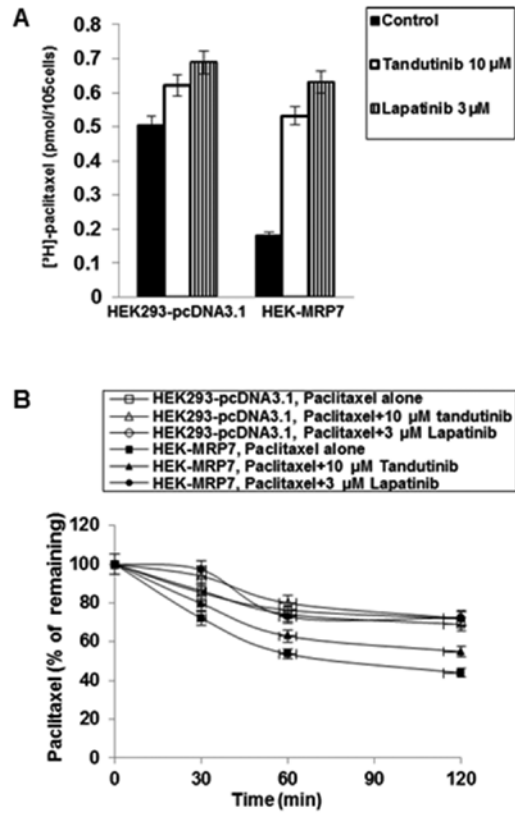 A
0.8
0.7
0.6
0.5
0.4
0.3
0.2
0.1
0
[³H]-paclitaxel (pmol/105cells)
HEK293-pcDNA3.1 HEK-MRP7
Control
Tandutinib 10 µM
Lapatinib 3 µM
B
HEK293-pcDNA3.1, Paclitaxel alone
HEK293-pcDNA3.1, Paclitaxel+10 µM tandutinib
HEK293-pcDNA3.1, Paclitaxel+3 µM Lapatinib
HEK-MRP7, Paclitaxel alone
HEK-MRP7, Paclitaxel+10 µM Tandutinib
HEK-MRP7, Paclitaxel+3 µM Lapatinib
120
100
80
60
40
20
0
Paclitaxel (% of remaining)
0 30 60 90 120
Time (min)